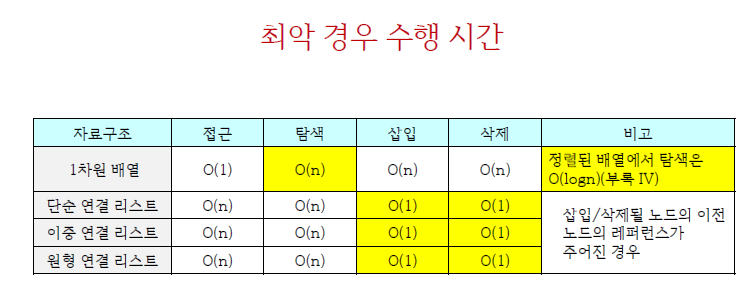 최악 경우 수행 시간
자료구조 접근 탐색 삽입 삭제 비고
1차원 배열 O(1) O(n) O(n) O(n) 정렬된 배열에서 탐색은
O(logn)(부록 IV)
단순 연결 리스트 O(n) O(n) O(1) O(1) 삽입/삭제될 노드의 이전
이중 연결 리스트 O(n) O(n) O(1) O(1) 노드의 레퍼런스가
원형 연결 리스트 O(n) O(n) O(1) O(1) 주어진 경우